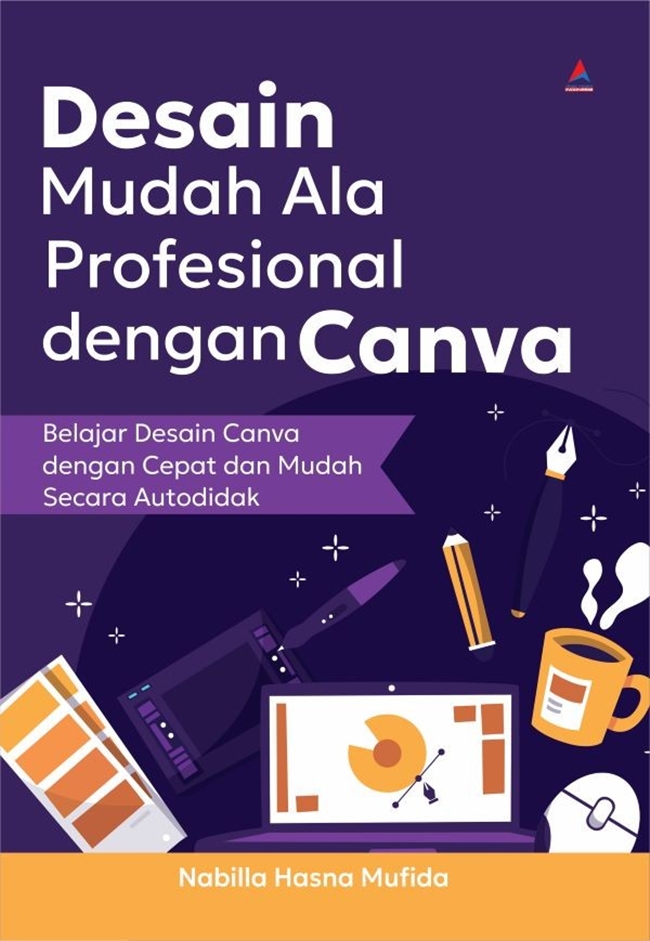 Desain
Mudah Ala
Profesional
dengan Canva
Belajar Desain Canva
dengan Cepat dan Mudah
Secara Autodidak
Nabilla Hasna Mufida